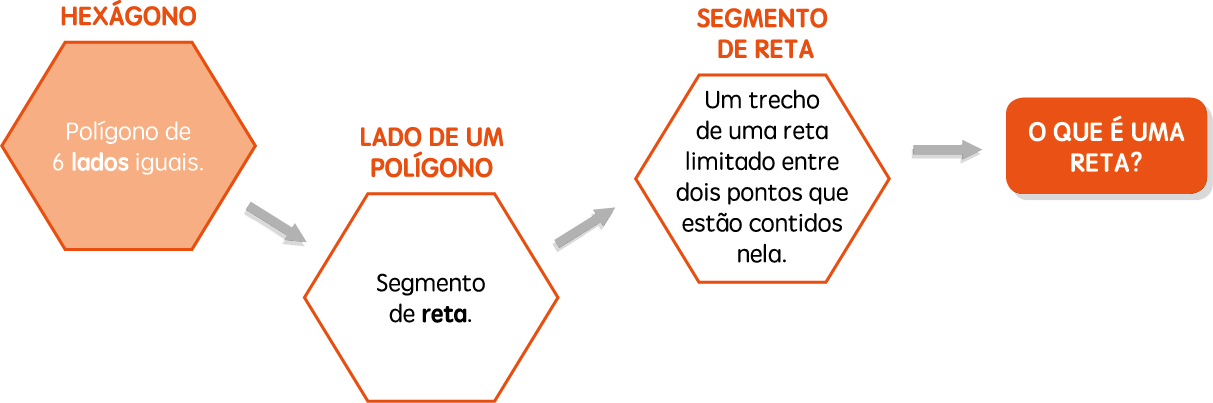 HEXÁGONO
Polígono de
6 lados iguais.
LADO DE UM
POLÍGONO
Segmento
de reta.
SEGMENTO
DE RETA
Um trecho
de uma reta
limitado entre
dois pontos que
estão contidos
nela.
O QUE É UMA
RETA?